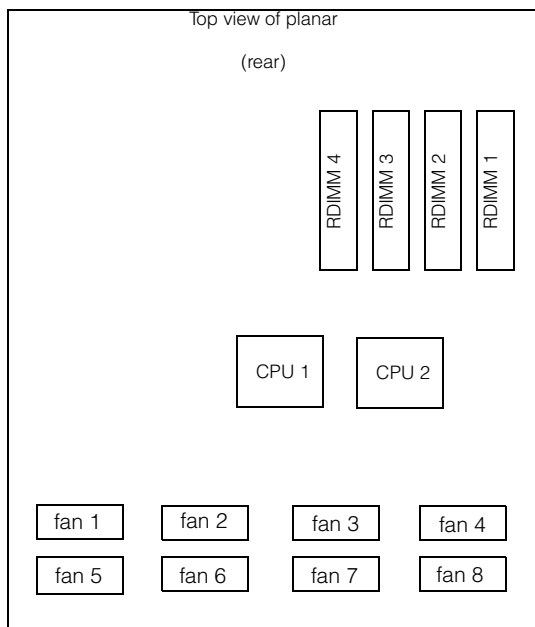 Top view of planar
(rear)
RDIMM 4
RDIMM 3
RDIMM 2
RDIMM 1
CPU 1
CPU 2
fan 1
fan 2
fan 3
fan 4
fan 5
fan 6
fan 7
fan 8